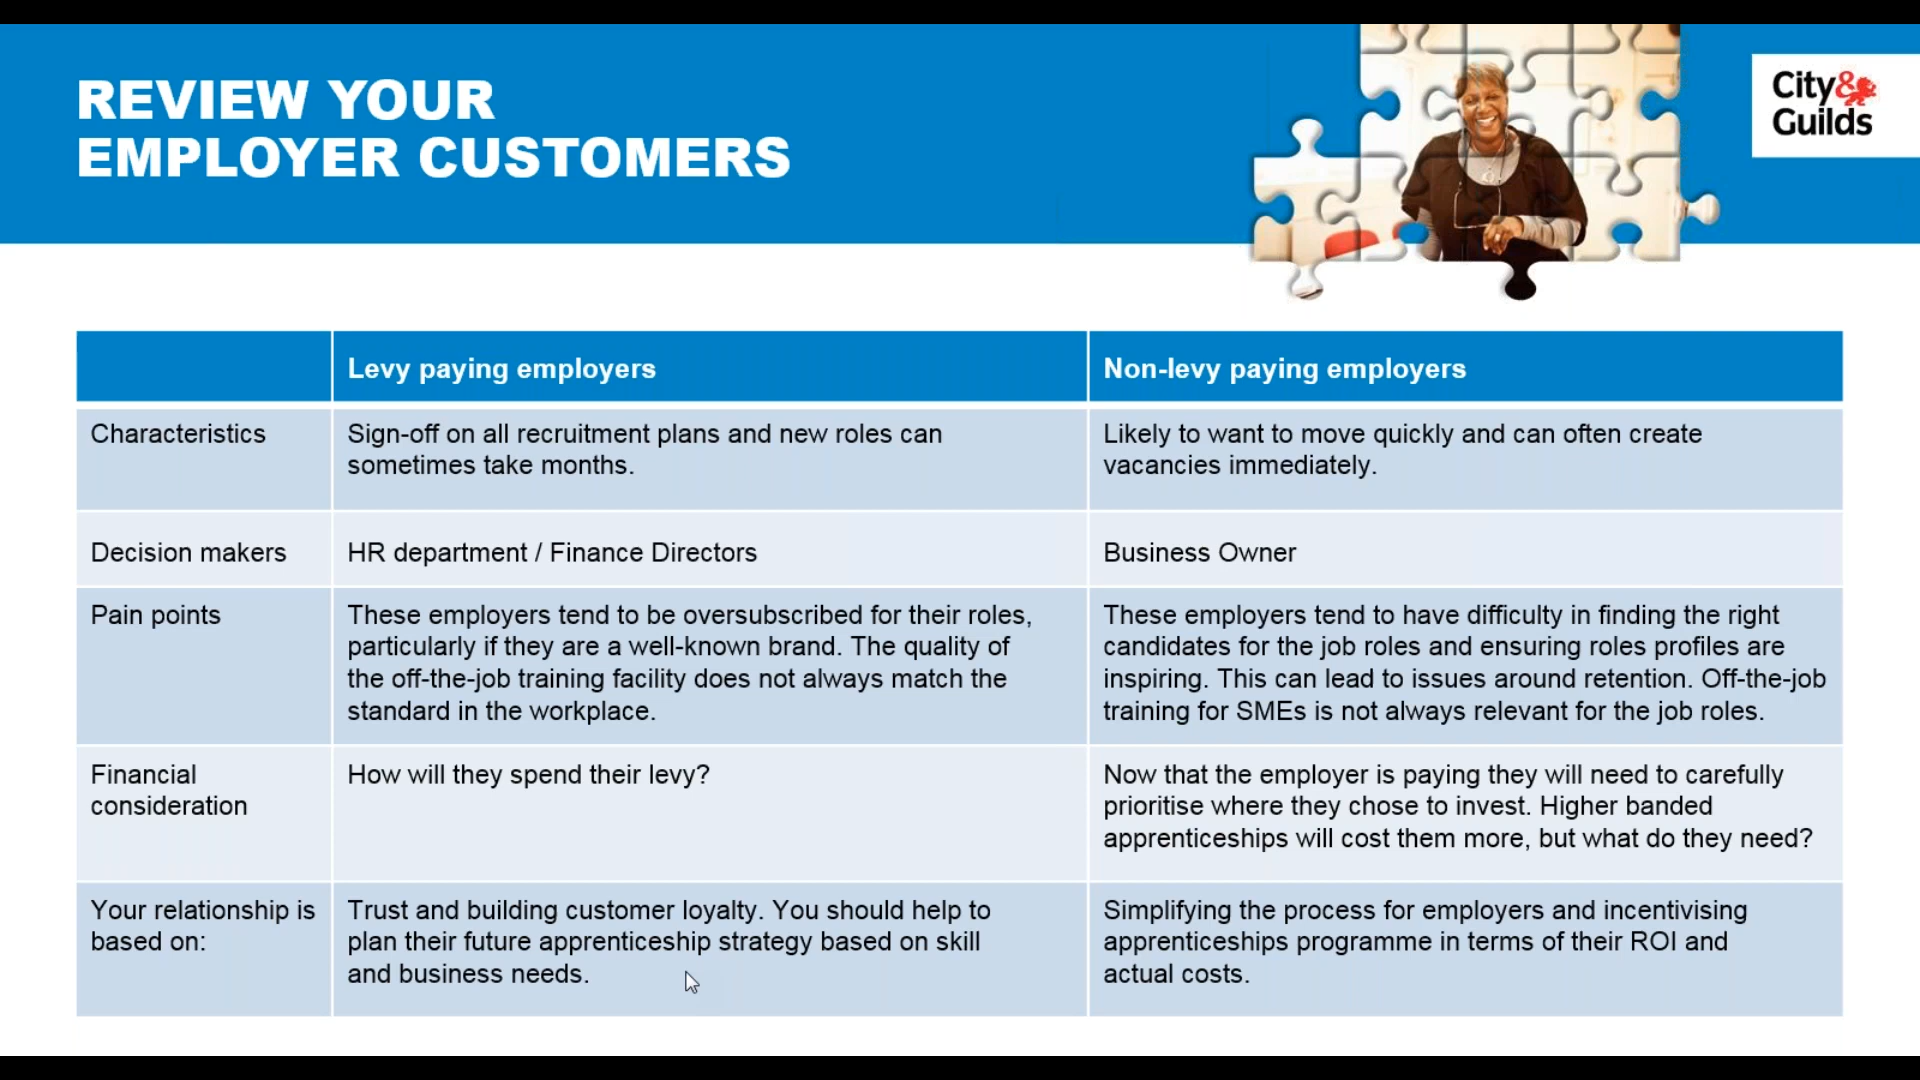 REVIEW YOUR
EMPLOYER CUSTOMERS
City&
Guilds
Levy paying employers
Non-levy paying employers
Characteristics
Sign-off on all recruitment plans and new roles can
sometimes take months.
Likely to want to move quickly and can often create
vacancies immediately.
Decision makers
HR department / Finance Directors
Business Owner
Pain points
These employers tend to be oversubscribed for their roles,
particularly if they are a well-known brand. The quality of
the off-the-job training facility does not always match the
standard in the workplace.
These employers tend to have difficulty in finding the right
candidates for the job roles and ensuring roles profiles are
inspiring. This can lead to issues around retention. Off-the-job
training for SMEs is not always relevant for the job roles.
Financial
consideration
How will they spend their levy?
Now that the employer is paying they will need to carefully
prioritise where they chose to invest. Higher banded
apprenticeships will cost them more, but what do they need?
Your relationship is
based on:
Trust and building customer loyalty. You should help to
plan their future apprenticeship strategy based on skill
and business needs.
Simplifying the process for employers and incentivising
apprenticeships programme in terms of their ROI and
actual costs.